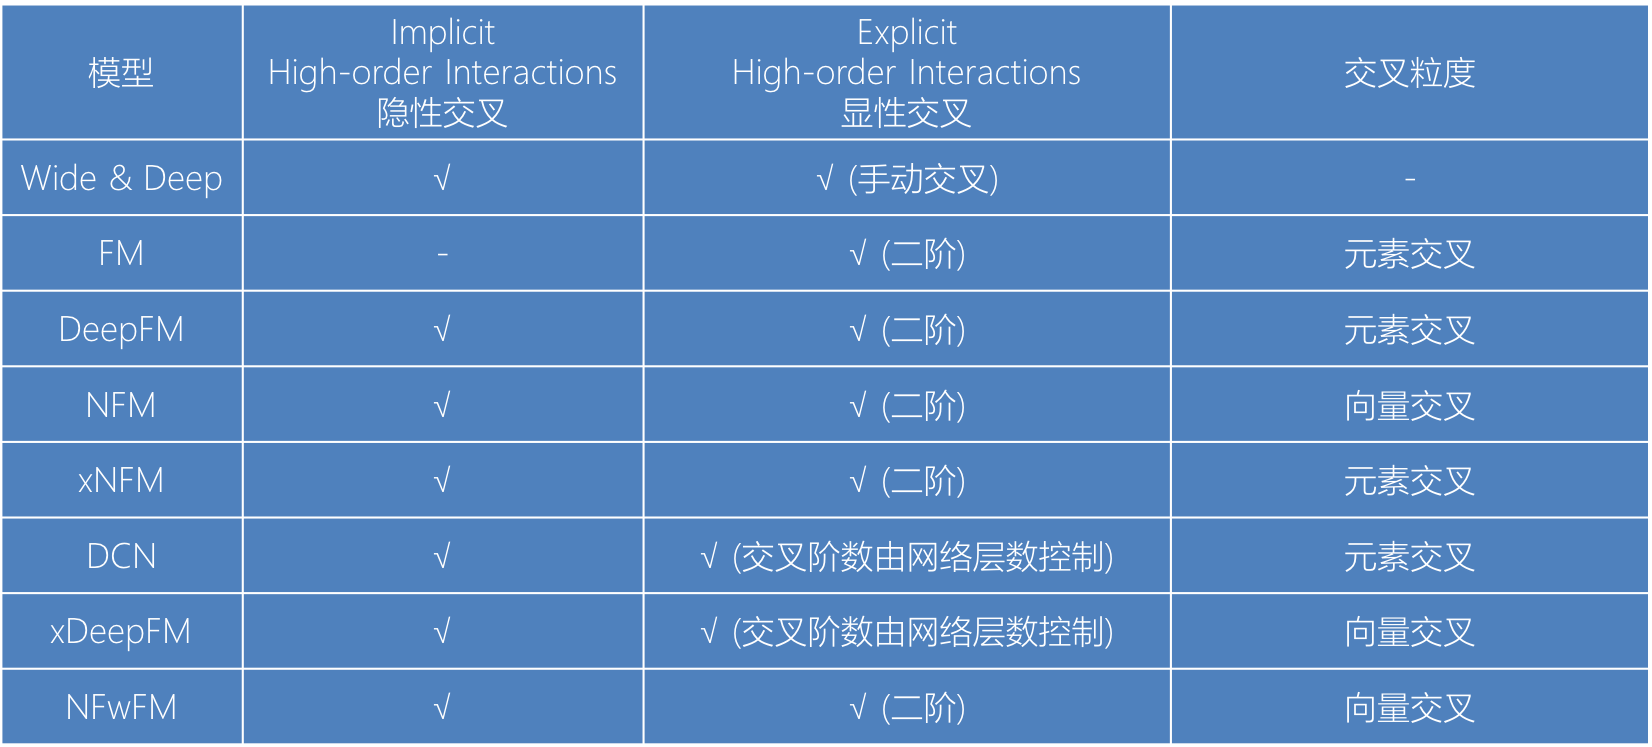 模型
Implicit
High-order Interactions
隐性交叉
Explicit
High-order Interactions
显性交叉
交叉粒度
Wide & Deep
√
√ (手动交叉)
-
FM
-
√ (二阶)
元素交叉
DeepFM
√
√ (二阶)
元素交叉
NFM
√
√ (二阶)
向量交叉
xNFM
√
√ (二阶)
元素交叉
DCN
√
√ (交叉阶数由网络层数控制)
元素交叉
xDeepFM
√
√ (交叉阶数由网络层数控制)
向量交叉
NFwFM
√
√ (二阶)
向量交叉